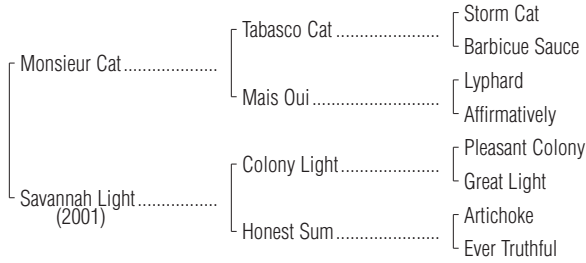 Storm Cat
Tabasco Cat ......................
Barbicue Sauce
Monsieur Cat....................
Lyphard
Mais Oui ...........................
Affirmatively
Pleasant Colony
Colony Light.....................
Great Light
Savannah Light.................
(2001)
Artichoke
Honest Sum ......................
Ever Truthful